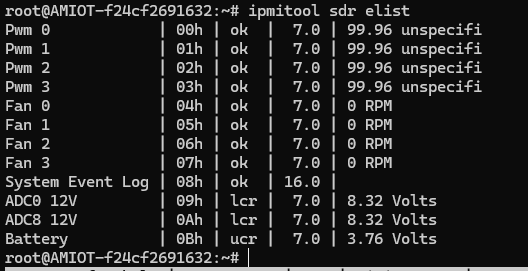 root@AMIOT-f24cf2691632:~# ipmitool sdr elist
Pwm 0            | 00h | ok  |  7.0 | 99.96 unspecifi
Pwm 1            | 01h | ok  |  7.0 | 99.96 unspecifi
Pwm 2            | 02h | ok  |  7.0 | 99.96 unspecifi
Pwm 3            | 03h | ok  |  7.0 | 99.96 unspecifi
Fan 0            | 04h | ok  |  7.0 | 0 RPM
Fan 1            | 05h | ok  |  7.0 | 0 RPM
Fan 2            | 06h | ok  |  7.0 | 0 RPM
Fan 3            | 07h | ok  |  7.0 | 0 RPM
System Event Log | 08h | ok  | 16.0 |
ADC0 12V         | 09h | lcr |  7.0 | 8.32 Volts
ADC8 12V         | 0Ah | lcr |  7.0 | 8.32 Volts
Battery          | 0Bh | ucr |  7.0 | 3.76 Volts
root@AMIOT-f24cf2691632:~#